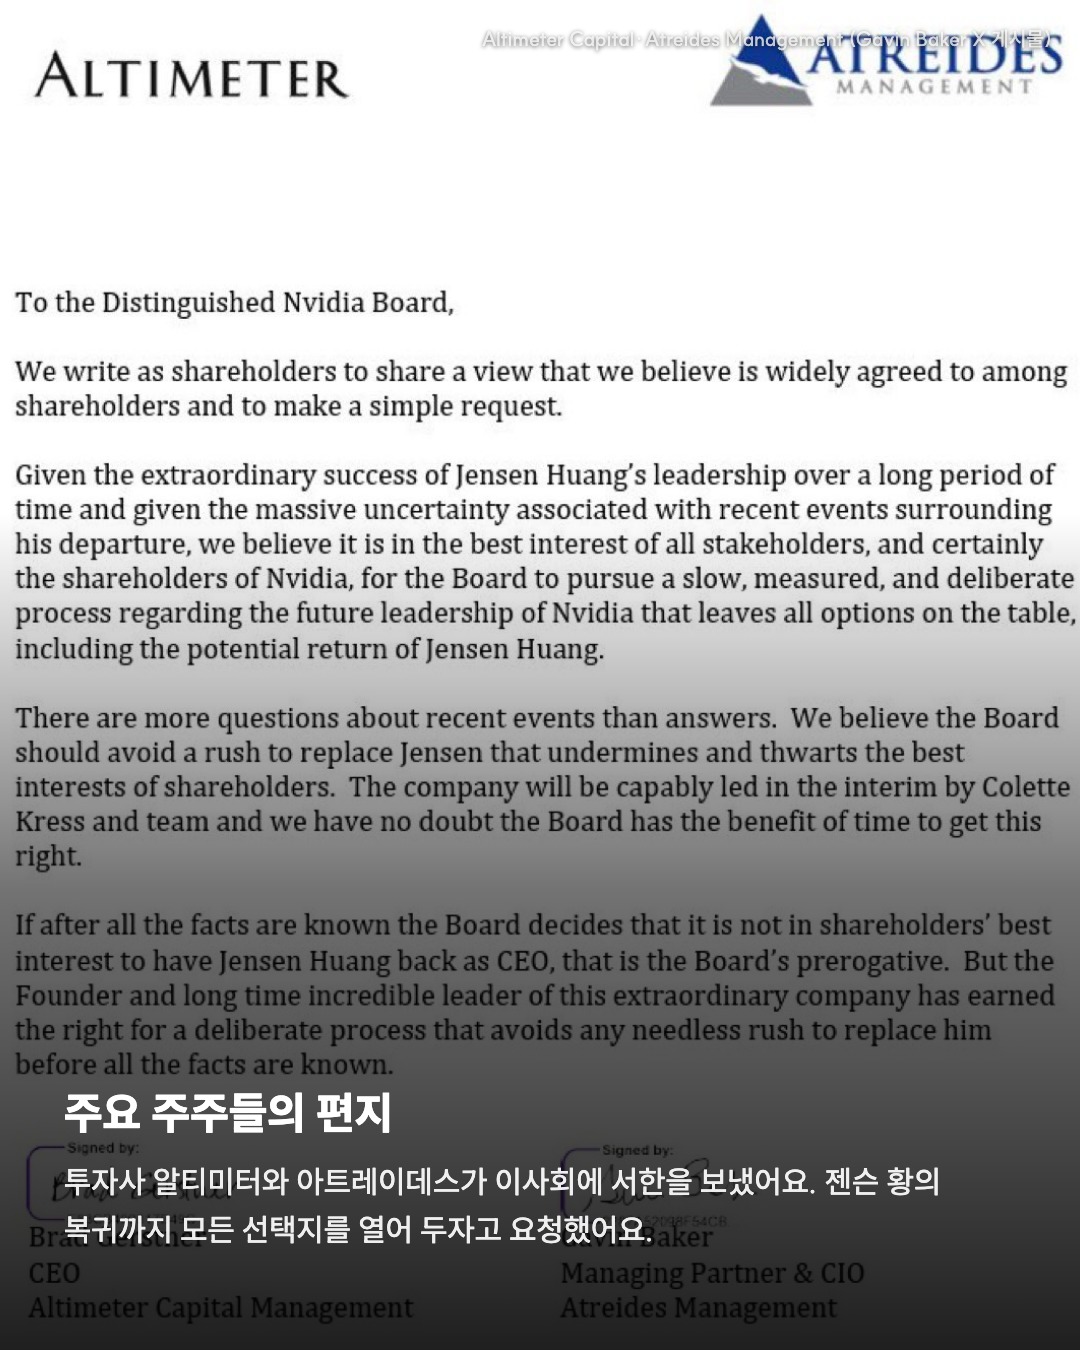 Altimeter Capital · Atreides Management (Gavin Baker X 게시물)
ALTIMETER
ATREIDES
MANAGEMENT
To the Distinguished Nvidia Board,
We write as shareholders to share a view that we believe is widely agreed to among
shareholders and to make a simple request.
Given the extraordinary success of Jensen Huang's leadership over a long period of
time and given the massive uncertainty associated with recent events surrounding
his departure, we believe it is in the best interest of all stakeholders, and certainly
the shareholders of Nvidia, for the Board to pursue a slow, measured, and deliberate
process regarding the future leadership of Nvidia that leaves all options on the table,
including the potential return of Jensen Huang.
There are more questions about recent events than answers.  We believe the Board
should avoid a rush to replace Jensen that undermines and thwarts the best
interests of shareholders.  The company will be capably led in the interim by Colette
Kress and team and we have no doubt the Board has the benefit of time to get this
right.
If after all the facts are known the Board decides that it is not in shareholders' best
interest to have Jensen Huang back as CEO, that is the Board's prerogative.  But the
Founder and long time incredible leader of this extraordinary company has earned
the right for a deliberate process that avoids any needless rush to replace him
before all the facts are known.
주요 주주들의 편지
Signed by:
Signed by:
투자사 알티미터와 아트레이데스가 이사회에 서한을 보냈어요. 젠슨 황의
복귀까지 모든 선택지를 열어 두자고 요청했어요.
Brad Gerstner
Gavin Baker
CEO
Managing Partner & CIO
Altimeter Capital Management
Atreides Management